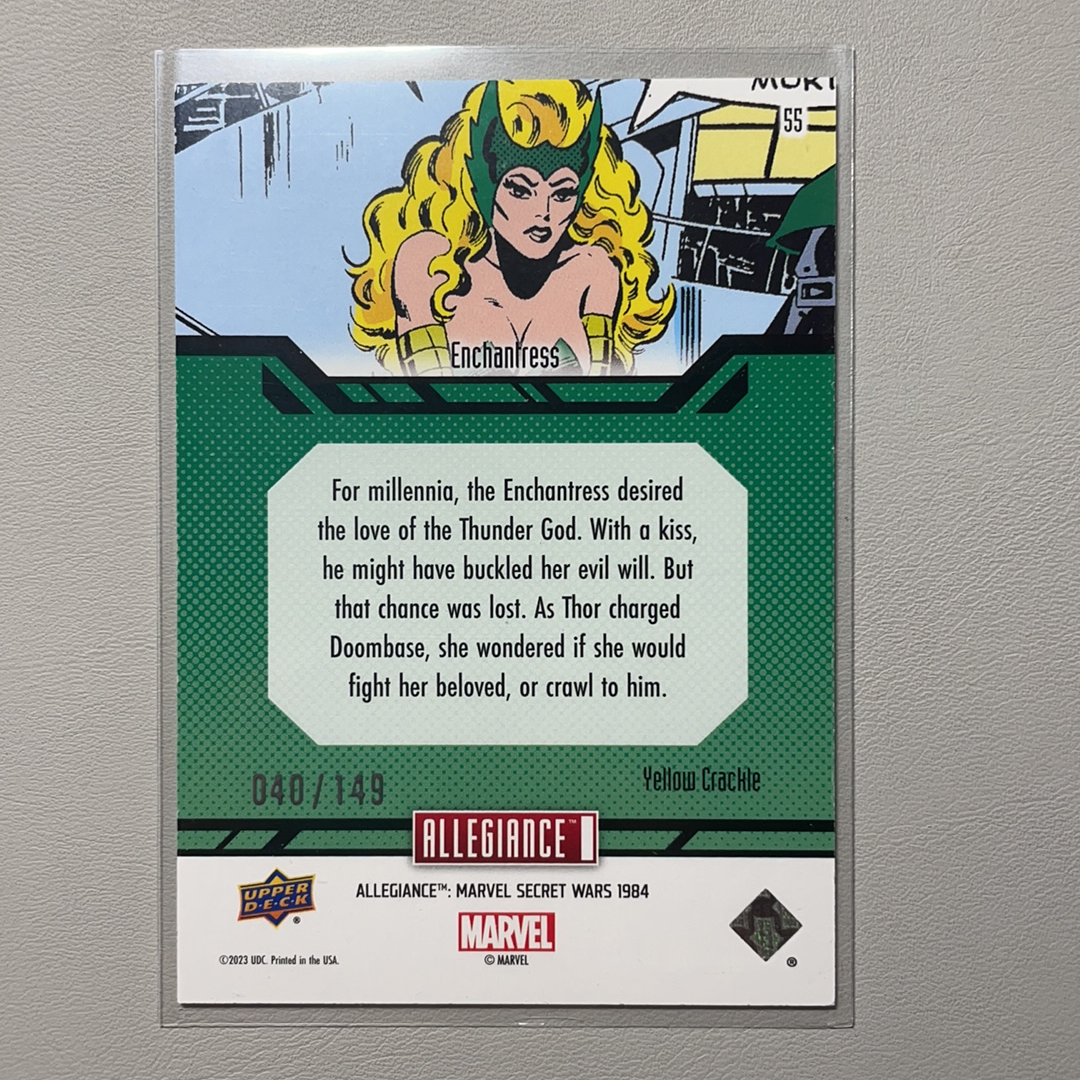 55
Enchantress
For millennia, the Enchantress desired
the love of the Thunder God. With a kiss,
he might have buckled her evil will. But
that chance was lost. As Thor charged
Doombase, she wondered if she would
fight her beloved, or crawl to him.
Yellow Crackle
040/149
ALLEGIANCE™
UPPER
D•E•C•K
®
ALLEGIANCE™: MARVEL SECRET WARS 1984
MARVEL
© MARVEL
©2023 UDC. Printed in the USA.
®